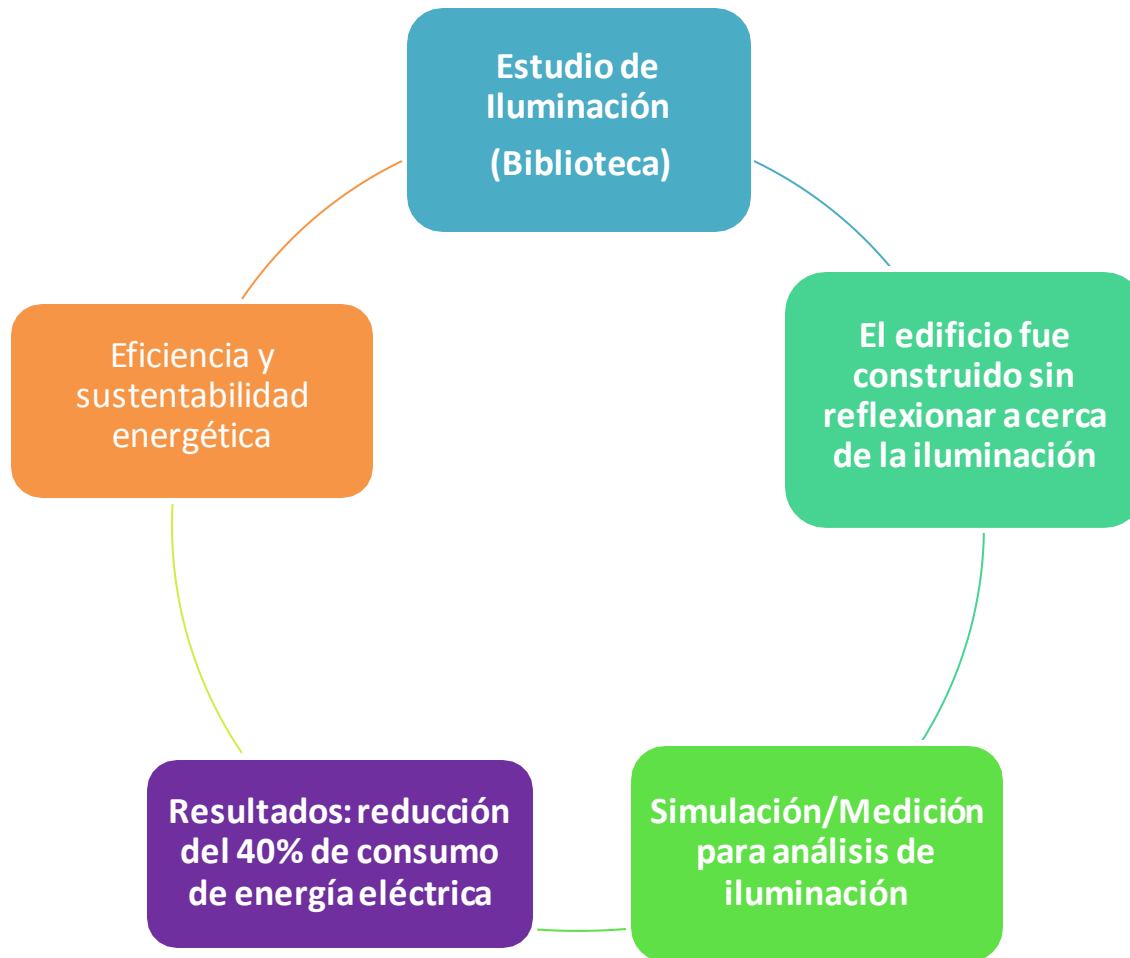 Estudio de
Iluminación
(Biblioteca)
El edificio fue
construido sin
reflexionar a cerca
de la iluminación
Simulación/Medición
para análisis de
iluminación
Resultados: reducción
del 40% de consumo
de energía eléctrica
Eficiencia y
sustentabilidad
energética